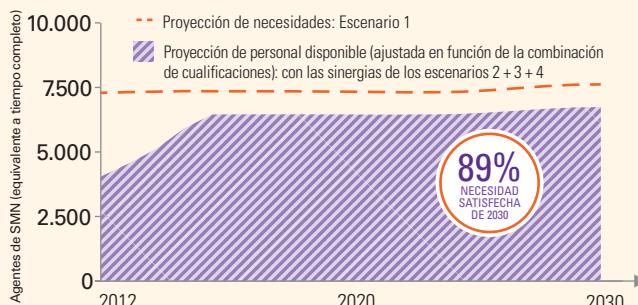 10.000
Proyección de necesidades: Escenario 1
Proyección de personal disponible (ajustada en función de la combinación
de cualificaciones): con las sinergias de los escenarios 2 + 3 + 4
7.500
5.000
2.500
0
Agentes de SMN (equivalente a tiempo completo)
89%
NECESIDAD
SATISFECHA
DE 2030
2012
2020
2030